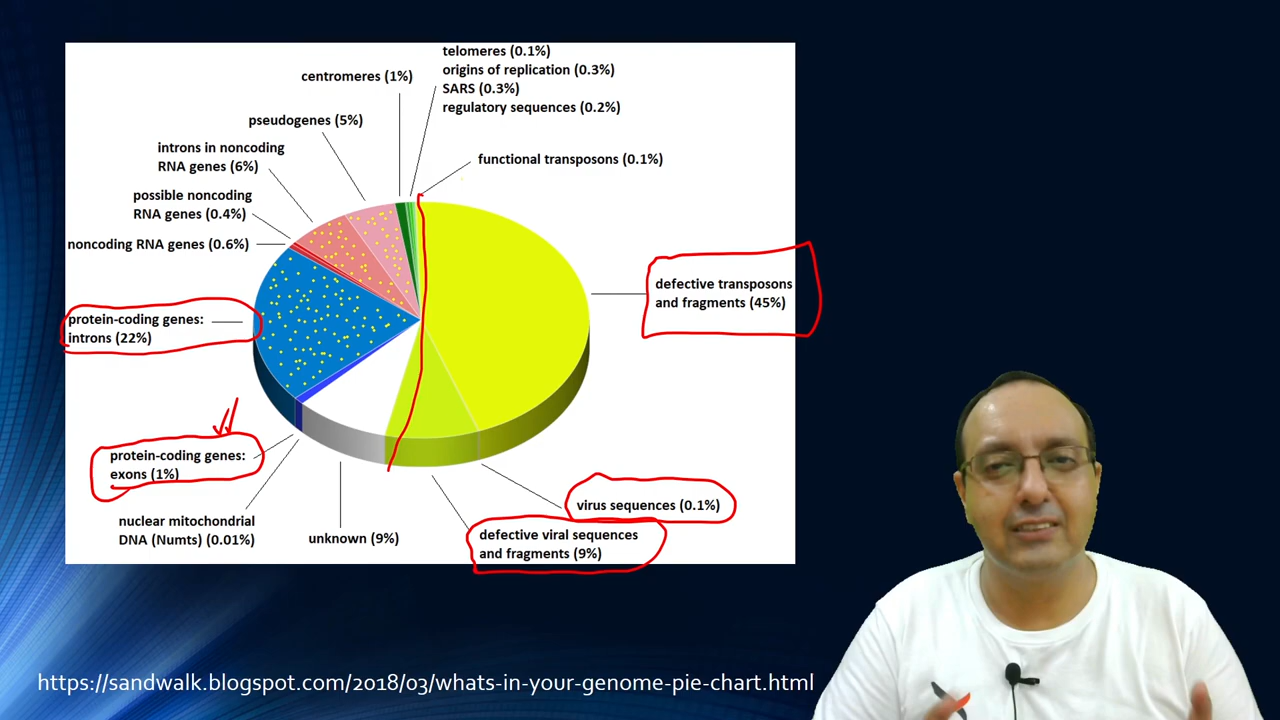 telomeres (0.1%)
origins of replication (0.3%)
SARS (0.3%)
regulatory sequences (0.2%)
centromeres (1%)
pseudogenes (5%)
functional transposons (0.1%)
introns in noncoding
RNA genes (6%)
possible noncoding
RNA genes (0.4%)
noncoding RNA genes (0.6%)
defective transposons
and fragments (45%)
protein-coding genes:
introns (22%)
protein-coding genes:
exons (1%)
virus sequences (0.1%)
nuclear mitochondrial
DNA (Numts) (0.01%)
unknown (9%)
defective viral sequences
and fragments (9%)
https://sandwalk.blogspot.com/2018/03/whats-in-your-genome-pie-chart.html